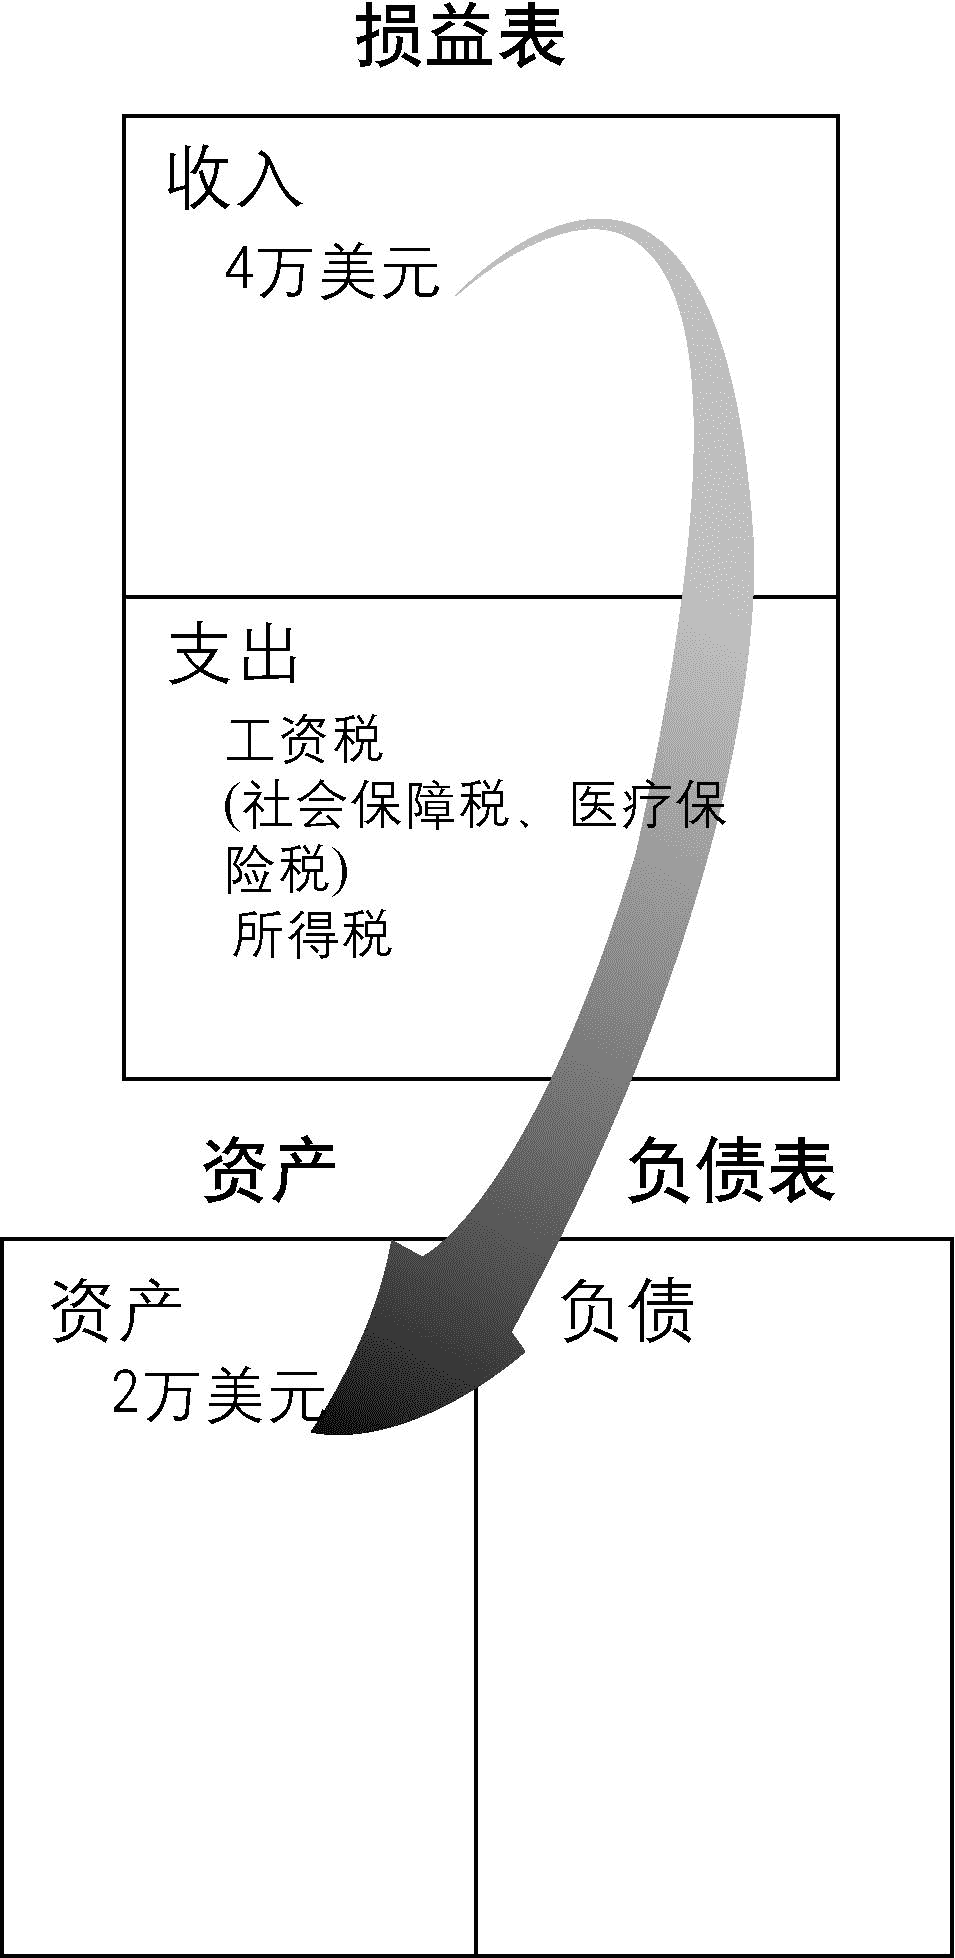 损益表
收入
4万美元
支出
工资税
(社会保障税、医疗保
险税)
所得税
资产 负债表
资产
2万美元
负债